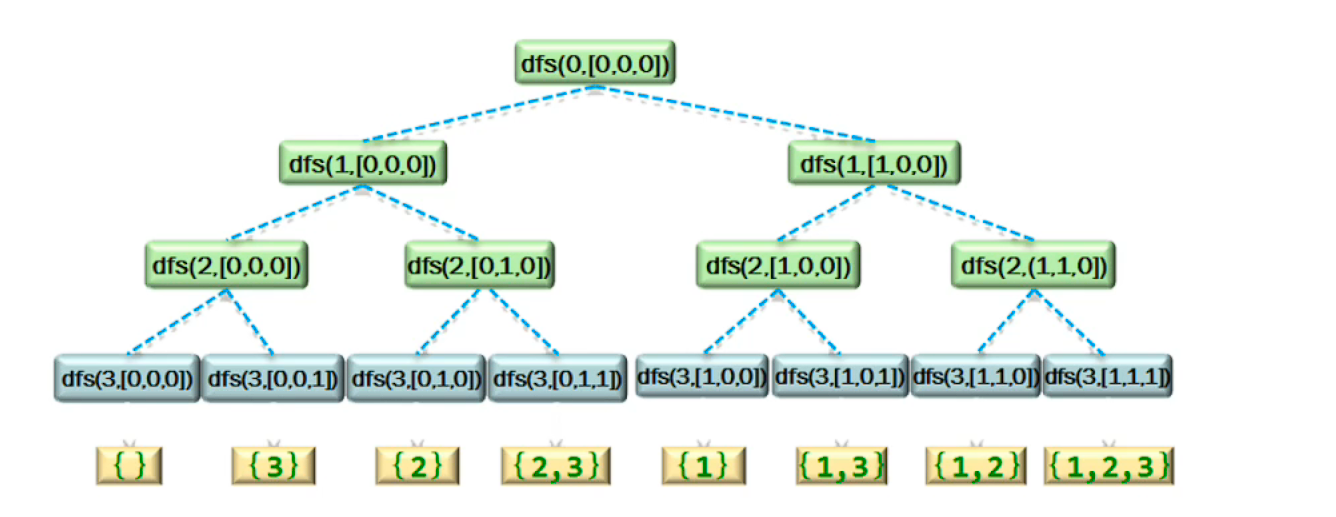 dfs(0,[0,0,0])
dfs(1,[0,0,0]) dfs(1,[1,0,0])
dfs(2,[0,0,0]) dfs(2,[0,1,0]) dfs(2,[1,0,0]) dfs(2,(1,1,0])
dfs(3,[0,0,0]) dfs(3,[0,0,1]) dfs(3,[0,1,0]) dfs(3,[0,1,1]) dfs(3,[1,0,0]) dfs(3,[1,0,1]) dfs(3,[1,1,0]) dfs(3,[1,1,1])
{} {3} {2} {2,3} {1} {1,3} {1,2} {1,2,3}